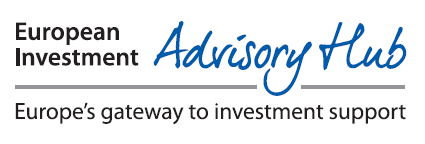 European
Investment Advisory Hub
Europe's gateway to investment support